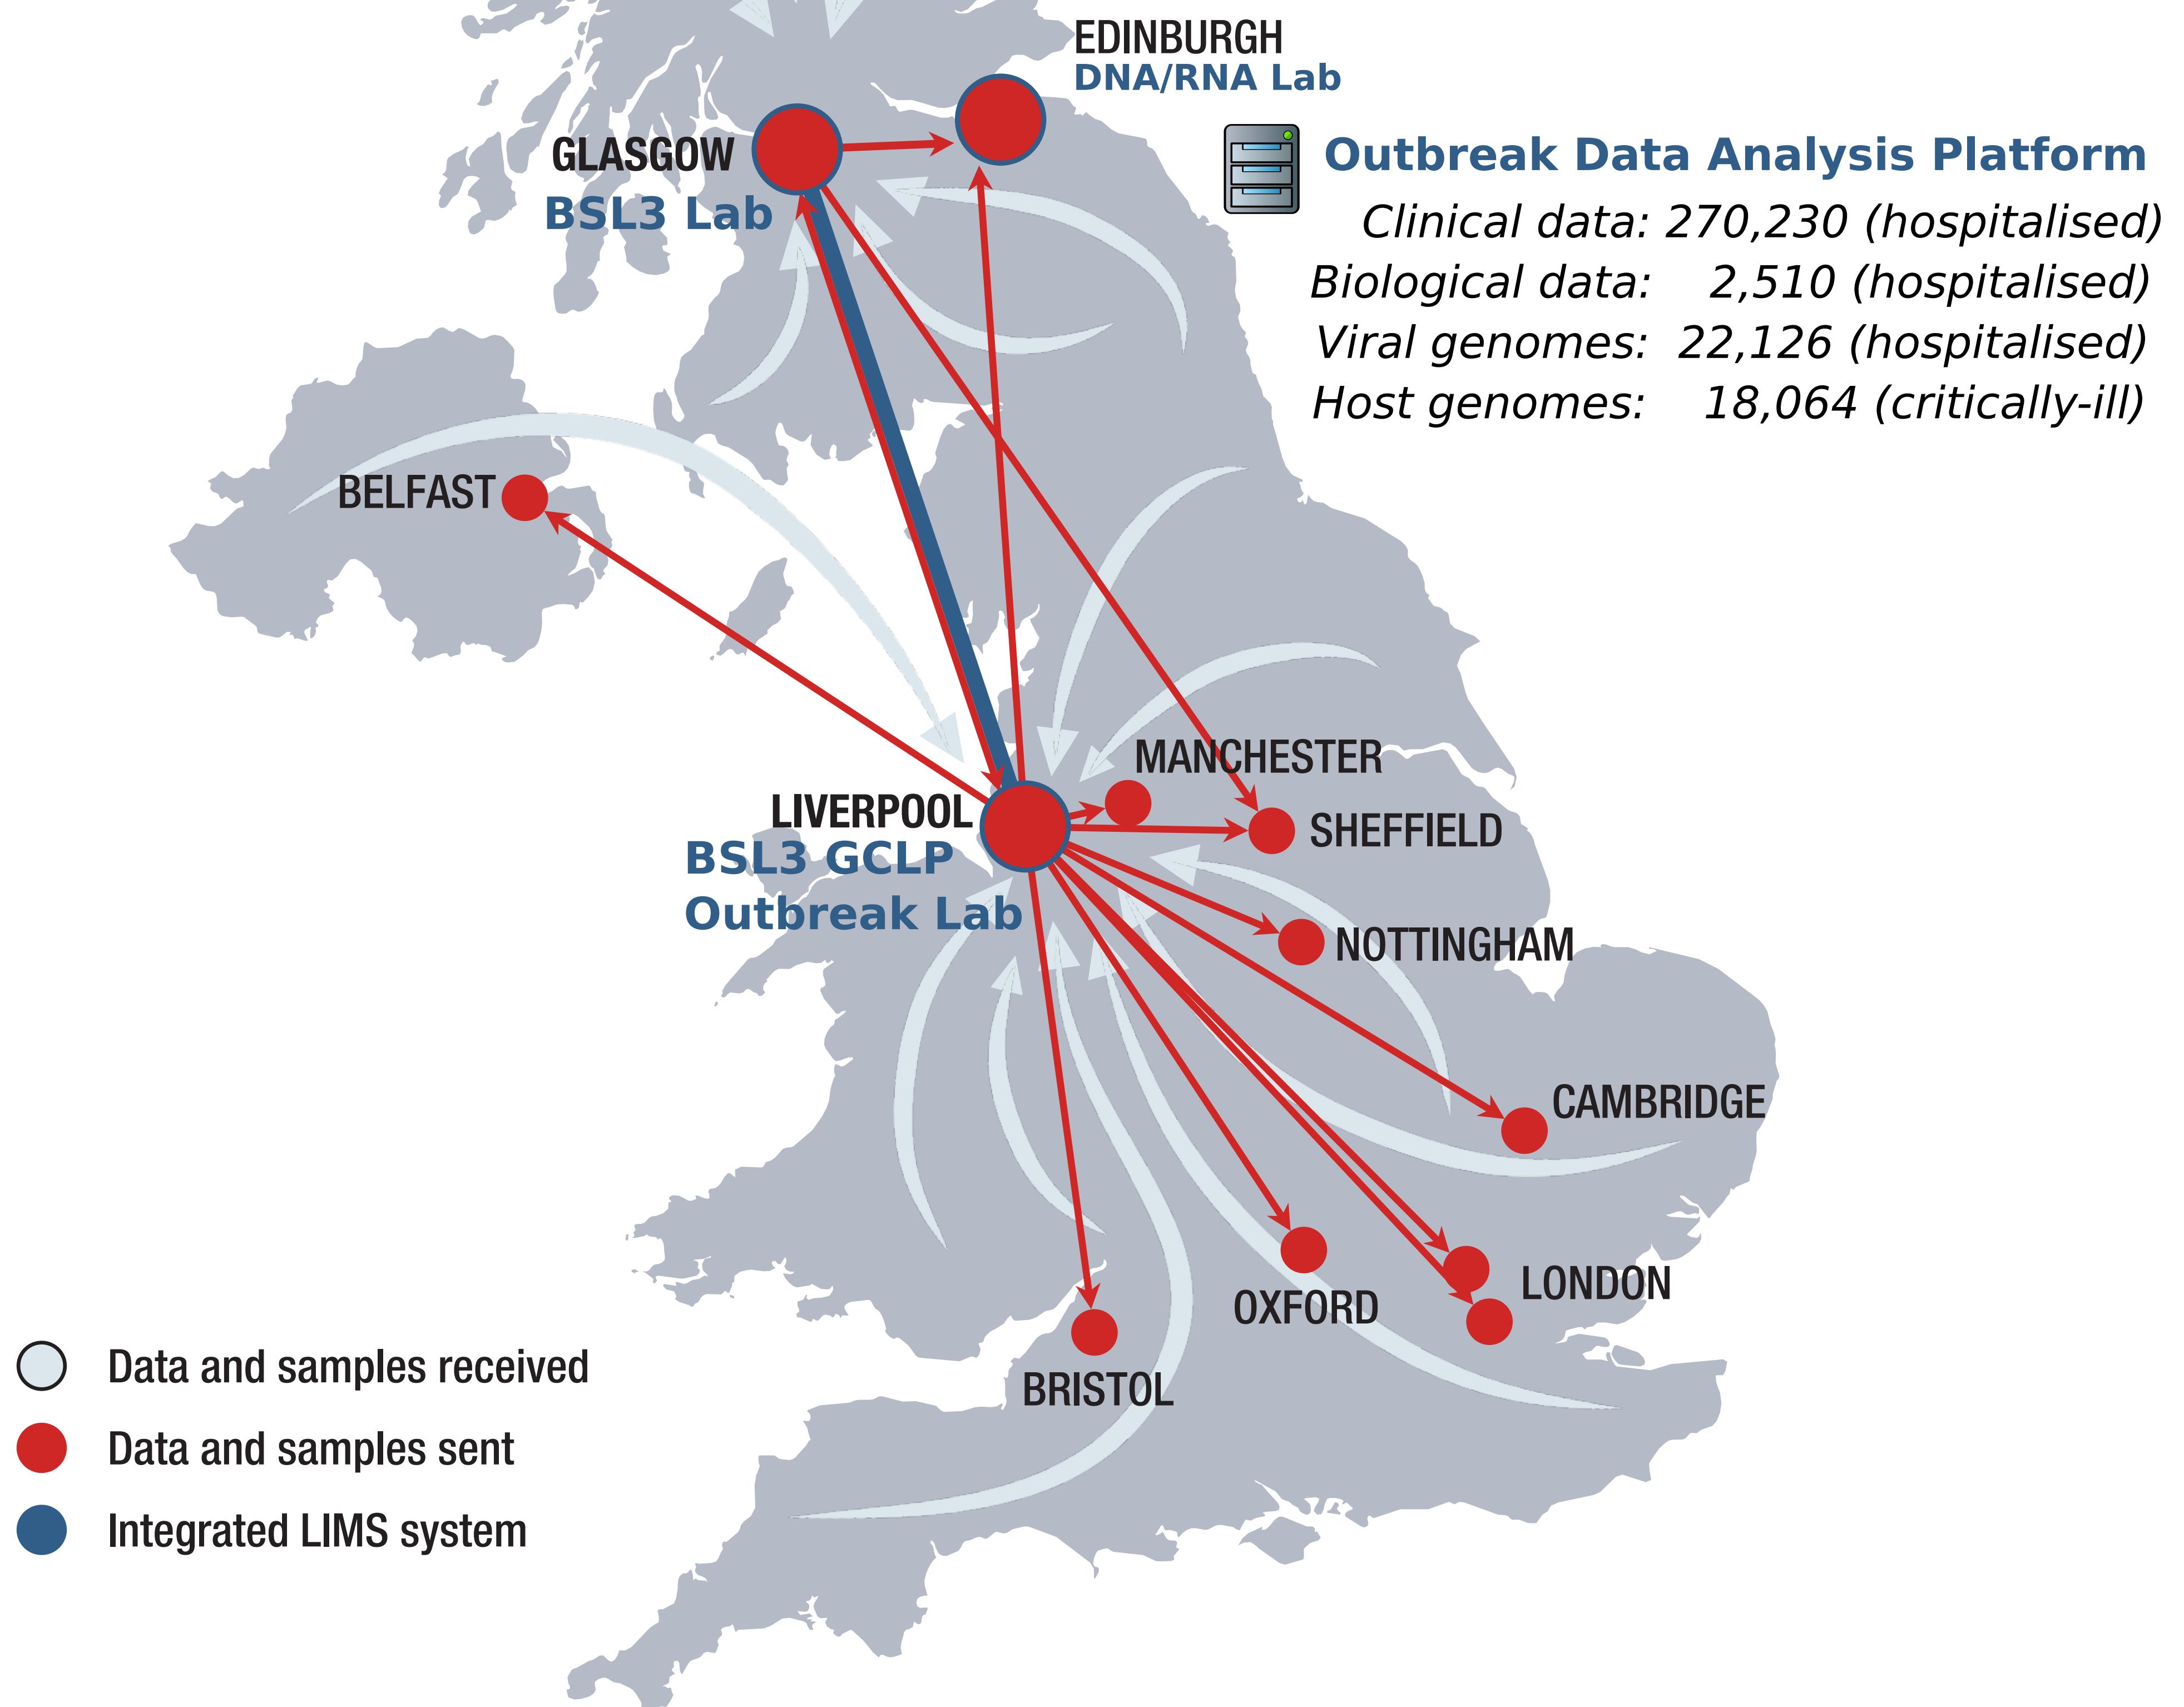 EDINBURGH
DNA/RNA Lab
GLASGOW
BSL3 Lab
Outbreak Data Analysis Platform
Clinical data: 270,230 (hospitalised)
Biological data: 2,510 (hospitalised)
Viral genomes: 22,126 (hospitalised)
Host genomes: 18,064 (critically-ill)
BELFAST
MANCHESTER
LIVERPOOL
BSL3 GCLP
Outbreak Lab
SHEFFIELD
NOTTINGHAM
CAMBRIDGE
OXFORD
LONDON
BRISTOL
Data and samples received
Data and samples sent
Integrated LIMS system